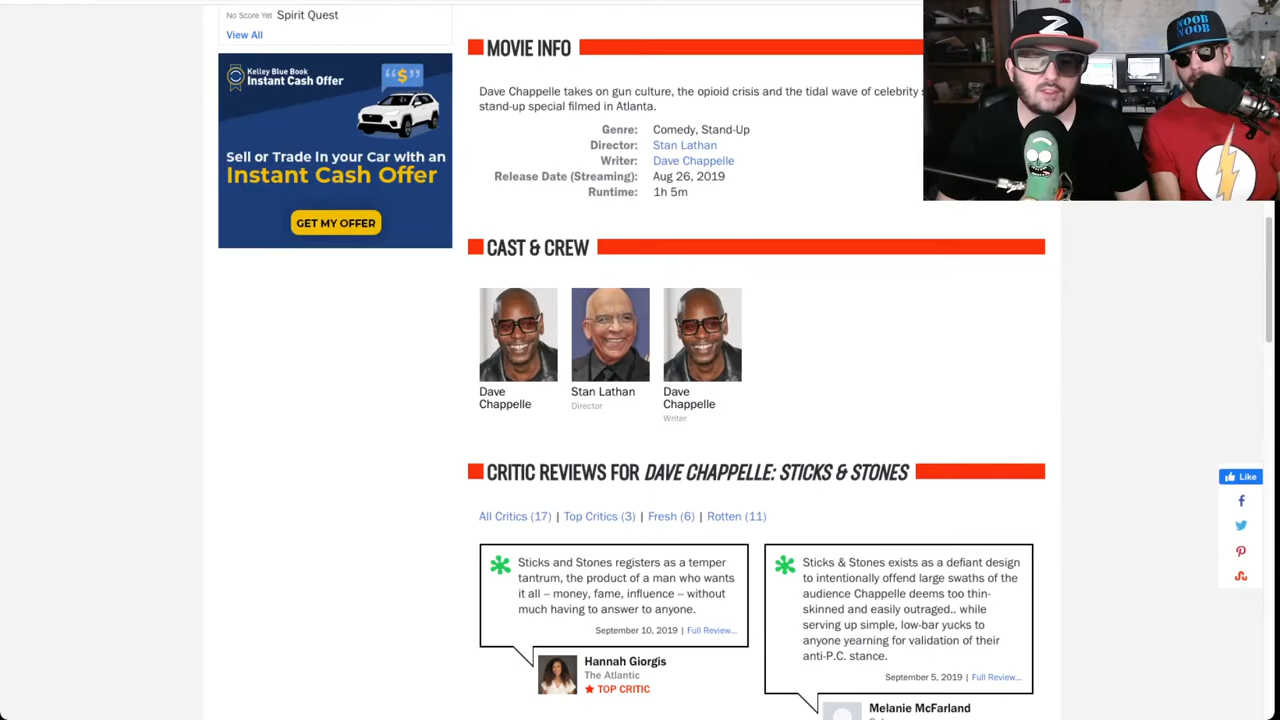 No Score Yet Spirit Quest
View All
Kelley Blue Book
Instant Cash Offer
"$"
Sell or Trade in your Car with an
Instant Cash Offer
GET MY OFFER
MOVIE INFO
Dave Chappelle takes on gun culture, the opioid crisis and the tidal wave of celebrity
stand-up special filmed in Atlanta.
Genre: Comedy, Stand-Up
Director: Stan Lathan
Writer: Dave Chappelle
Release Date (Streaming): Aug 26, 2019
Runtime: 1h 5m
CAST & CREW
Dave
Chappelle
Stan Lathan
Director
Dave
Chappelle
Writer
CRITIC REVIEWS FOR DAVE CHAPPELLE: STICKS & STONES
All Critics (17) | Top Critics (3) | Fresh (6) | Rotten (11)
Sticks and Stones registers as a temper
tantrum, the product of a man who wants
it all -- money, fame, influence -- without
much having to answer to anyone.
September 10, 2019 | Full Review...
Hannah Giorgis
The Atlantic
★ TOP CRITIC
Sticks & Stones exists as a defiant design
to intentionally offend large swaths of the
audience Chappelle deems too thin-
skinned and easily outraged.. while
serving up simple, low-bar yucks to
anyone yearning for validation of their
anti-P.C. stance.
September 5, 2019 | Full Review...
Melanie McFarland
Like
Z
NOOB
NOOB